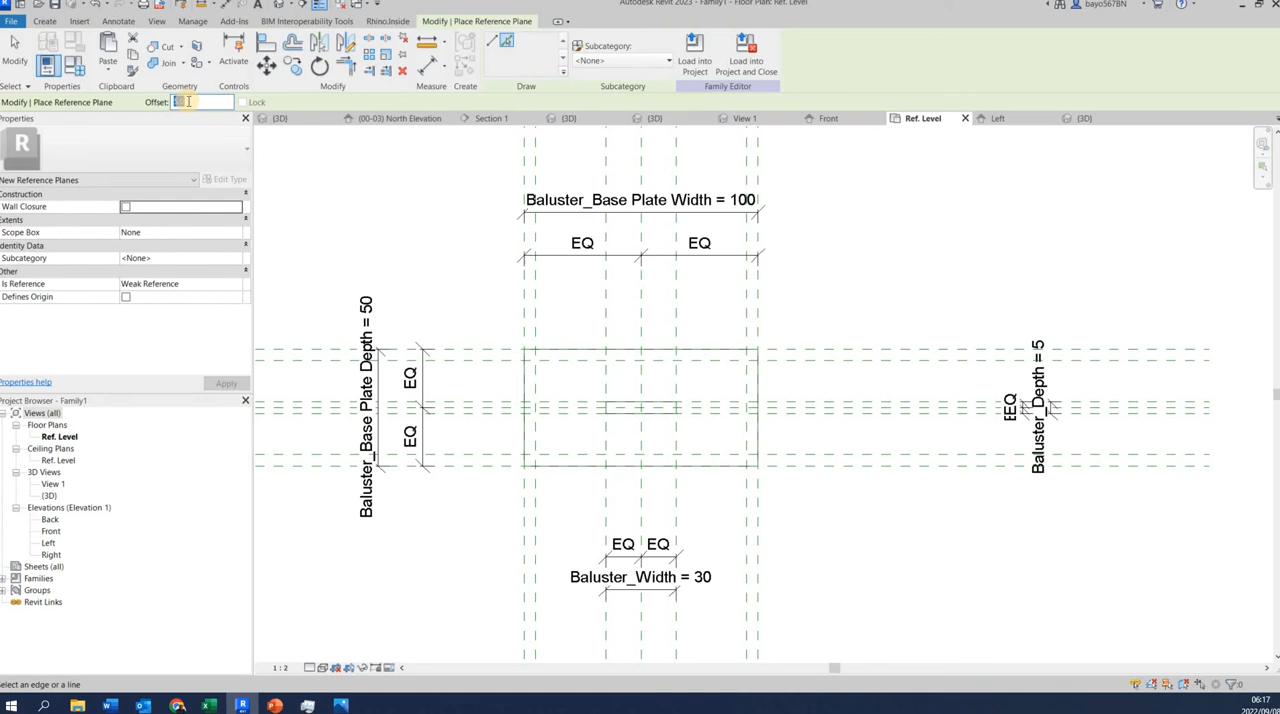 Autodesk Revit 2023 - Family1 - Floor Plan: Ref. Level
bayo567BN
File Create Insert Annotate View Manage Add-Ins BIM Interoperability Tools Rhino.Inside Modify | Place Reference Plane
Modify
Paste
Cut
Join
Activate
Subcategory:
<None>
Load into
Project
Load into
Project and Close
Select Properties Clipboard Geometry Controls Modify Measure Create Draw Subcategory Family Editor
Modify | Place Reference Plane Offset: Lock
Properties
{3D} (00-03) North Elevation Section 1 {3D} {3D} View 1 Front Ref. Level Left {3D}
R
New Reference Planes Edit Type
Construction
Wall Closure
Extents
Scope Box None
Identity Data
Subcategory <None>
Other
Is Reference Weak Reference
Defines Origin
Properties help Apply
Project Browser - Family1
Views (all)
Floor Plans
Ref. Level
Ceiling Plans
Ref. Level
3D Views
View 1
{3D}
Elevations (Elevation 1)
Back
Front
Left
Right
Sheets (all)
Families
Groups
Revit Links
Baluster_Base Plate Width = 100
EQ EQ
Baluster_Base Plate Depth = 50
EQ
EQ
EEQ
Baluster_Depth = 5
EQ EQ
Baluster_Width = 30
1 : 2
Select an edge or a line
:0
06:17
2022/09/08